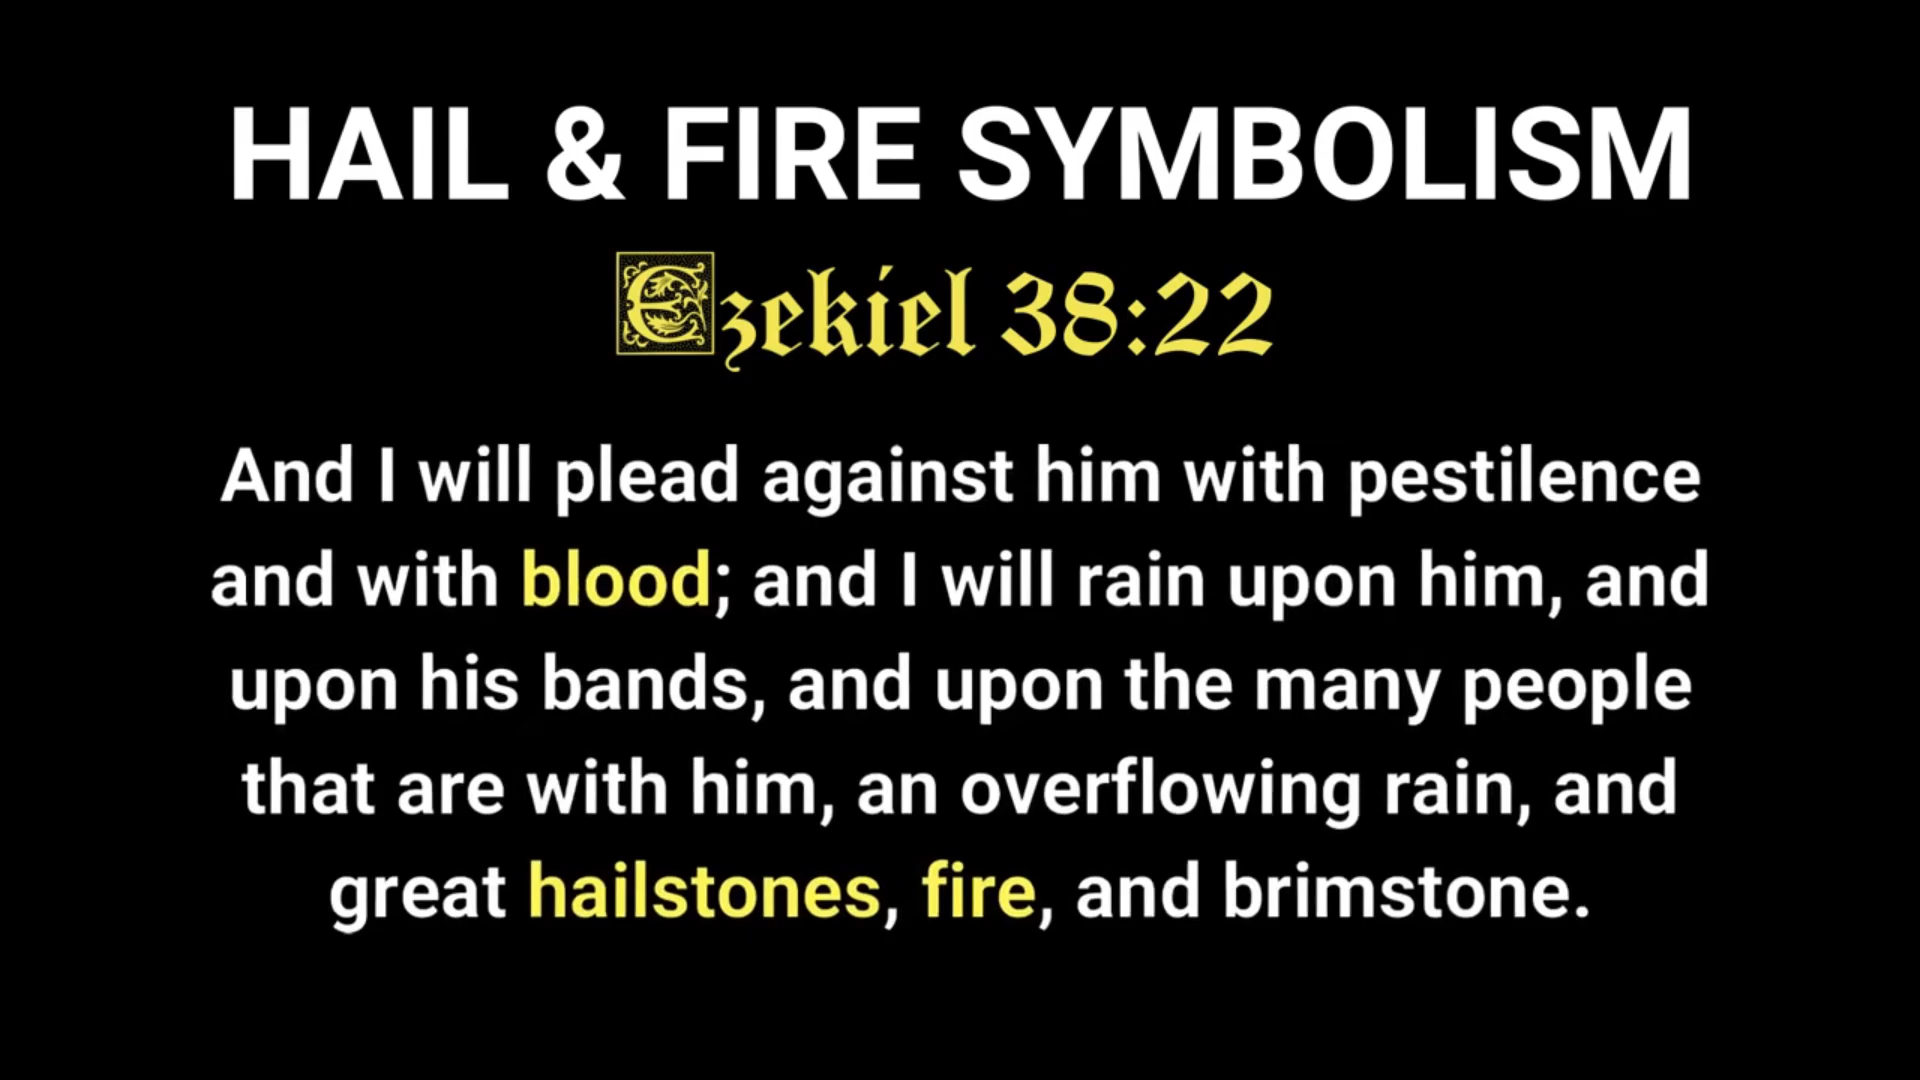 HAIL & FIRE SYMBOLISM
Ezekiel 38:22
And I will plead against him with pestilence
and with blood; and I will rain upon him, and
upon his bands, and upon the many people
that are with him, an overflowing rain, and
great hailstones, fire, and brimstone.